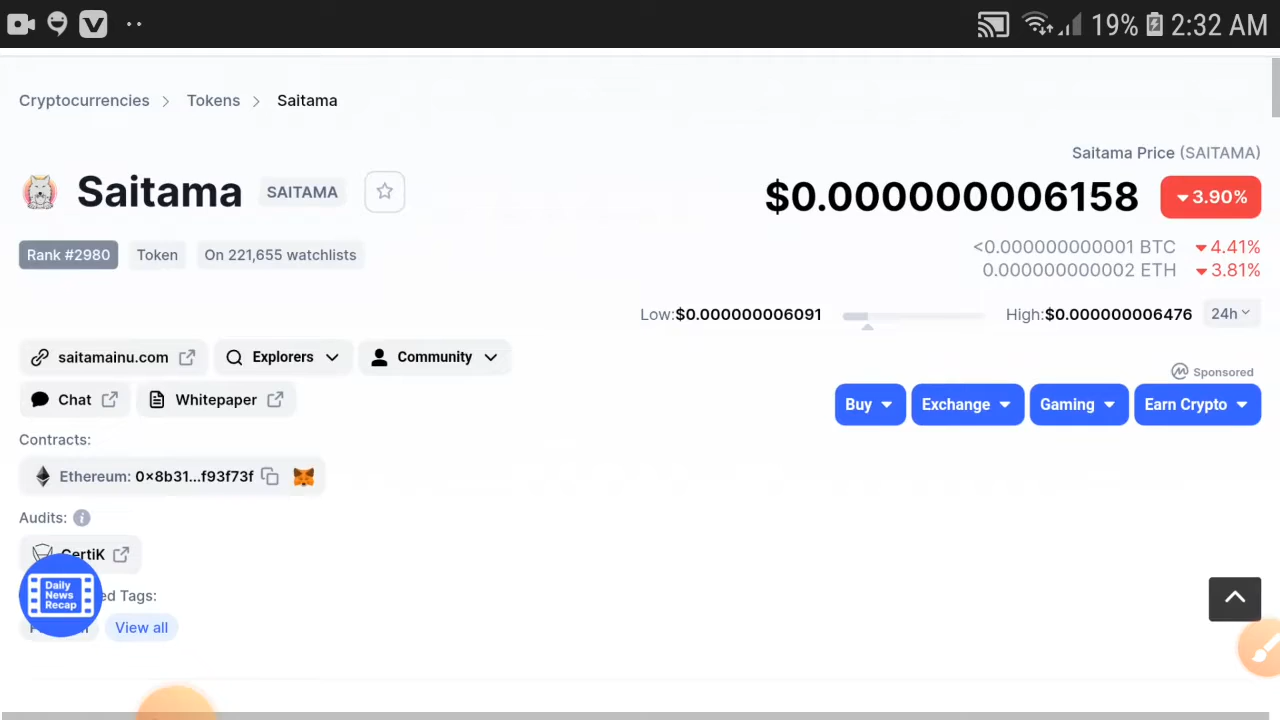 19% 2:32 AM
Cryptocurrencies > Tokens > Saitama
Saitama Price (SAITAMA)
Saitama SAITAMA $0.000000006158 3.90%
Rank #2980 Token On 221,655 watchlists
<0.000000000001 BTC 4.41%
0.000000000002 ETH 3.81%
Low:$0.000000006091 High:$0.000000006476 24h
saitamainu.com Explorers Community
Sponsored
Chat Whitepaper
Buy Exchange Gaming Earn Crypto
Contracts:
Ethereum: 0x8b31...f93f73f
Audits:
CertiK
Daily
News
Recap
Tags:
View all